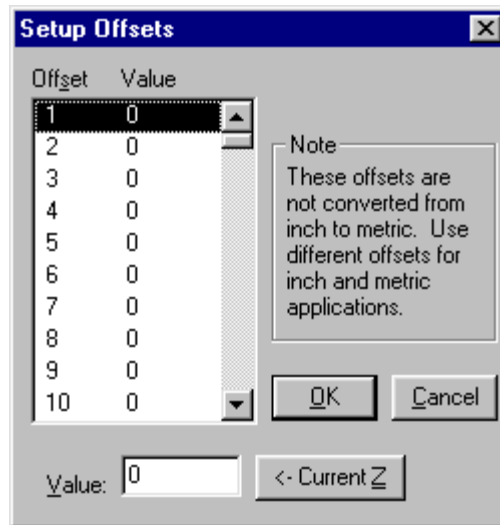 Setup Offsets
Offset Value
1 0
2 0
3 0
4 0
5 0
6 0
7 0
8 0
9 0
10 0
Note
These offsets are
not converted from
inch to metric. Use
different offsets for
inch and metric
applications.
OK Cancel
Value: 0 <- Current Z